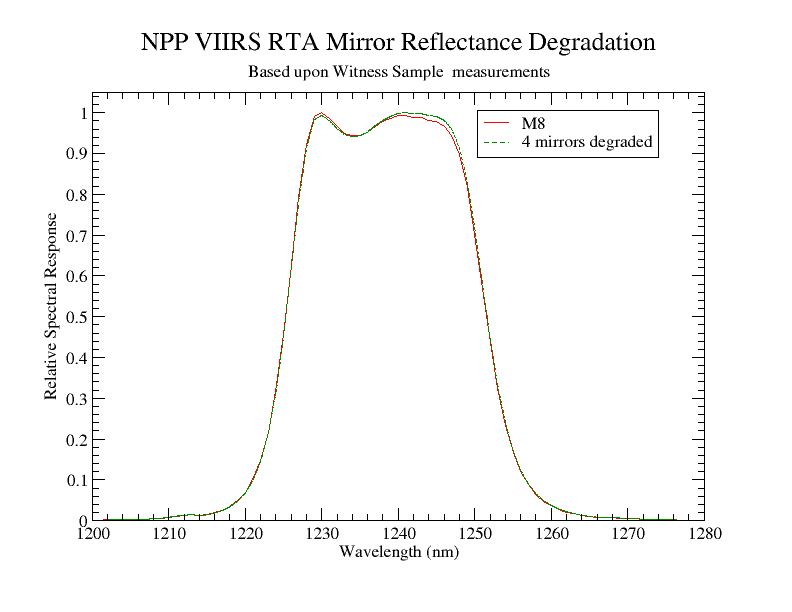 NPP VIIRS RTA Mirror Reflectance Degradation
Based upon Witness Sample  measurements
M8
4 mirrors degraded
Relative Spectral Response
1
0.9
0.8
0.7
0.6
0.5
0.4
0.3
0.2
0.1
0
1200 1210 1220 1230 1240 1250 1260 1270 1280
Wavelength (nm)